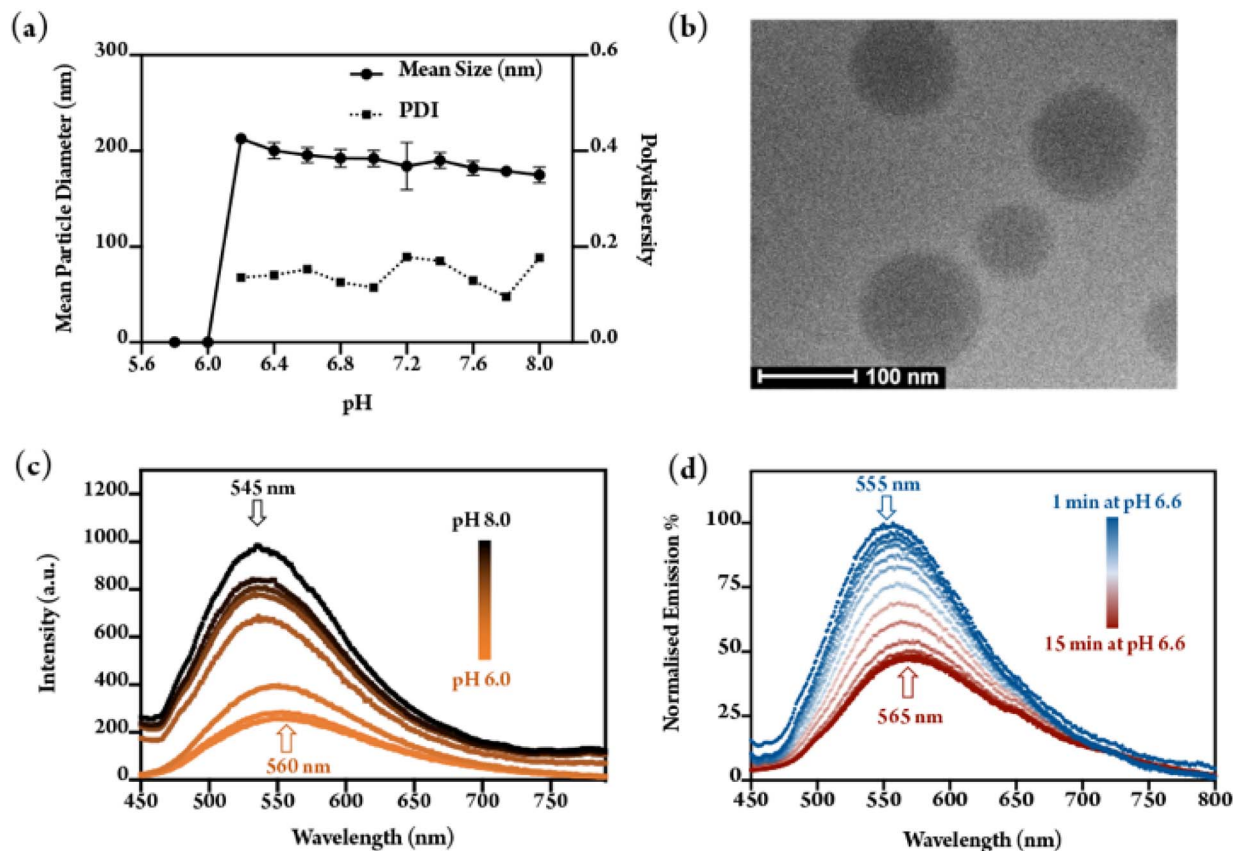 (a)
300
200
100
0
Mean Particle Diameter (nm)
5.6 6.0 6.4 6.8 7.2 7.6 8.0
pH
0.6
0.4
0.2
0.0
Polydispersity
Mean Size (nm)
PDI
(b)
100 nm
(c)
1200
1000
800
600
400
200
0
Intensity (a.u.)
450 500 550 600 650 700 750
Wavelength (nm)
545 nm
pH 8.0
pH 6.0
560 nm
(d)
100
75
50
25
0
Normalised Emission %
450 500 550 600 650 700 750 800
Wavelength (nm)
555 nm
1 min at pH 6.6
15 min at pH 6.6
565 nm